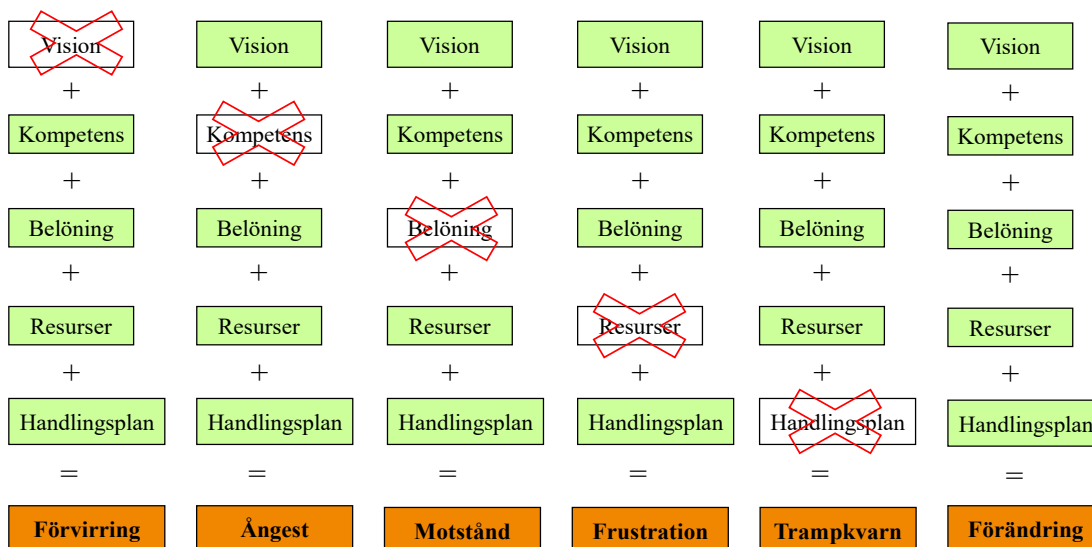 Vision Vision Vision Vision Vision Vision
+ + + + + +
Kompetens Kompetens Kompetens Kompetens Kompetens Kompetens
+ + + + + +
Belöning Belöning Belöning Belöning Belöning Belöning
+ + + + + +
Resurser Resurser Resurser Resurser Resurser Resurser
+ + + + + +
Handlingsplan Handlingsplan Handlingsplan Handlingsplan Handlingsplan Handlingsplan
= = = = = =
Förvirring Ångest Motstånd Frustration Trampkvarn Förändring